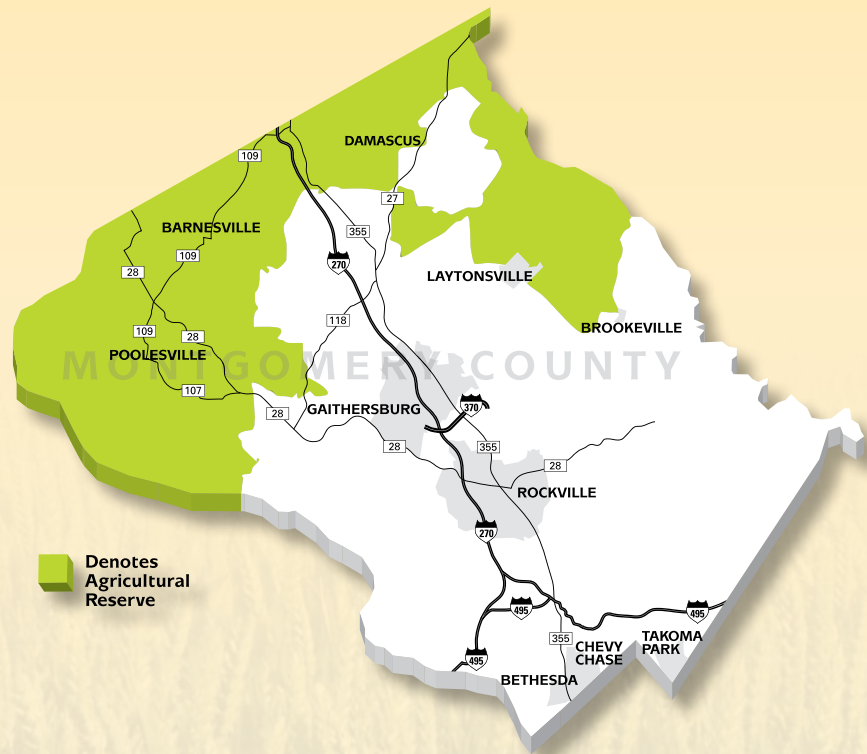 DAMASCUS
109
27
BARNESVILLE
355
109
270
28
LAYTONSVILLE
118
109
28
BROOKEVILLE
POOLESVILLE
MONTGOMERY COUNTY
107
28
GAITHERSBURG
370
28
355
28
ROCKVILLE
270
Denotes
Agricultural
Reserve
495
495
355
TAKOMA
PARK
CHEVY
CHASE
495
BETHESDA